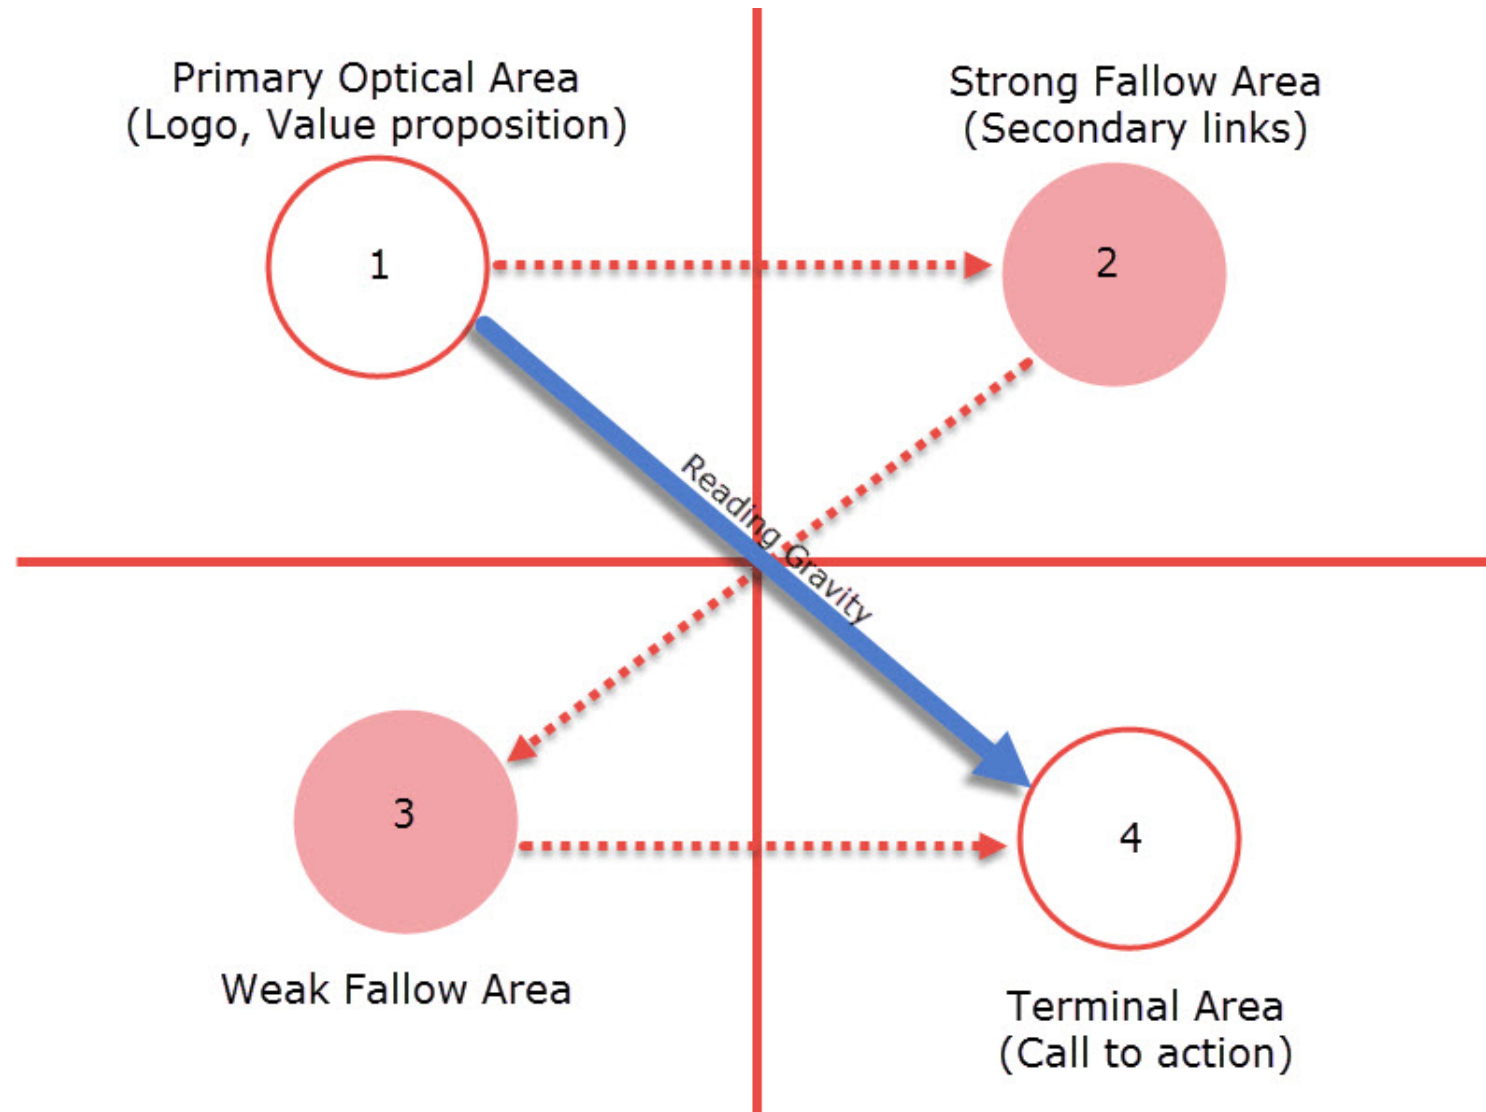 Primary Optical Area
(Logo, Value proposition)
Strong Fallow Area
(Secondary links)
1
2
Reading Gravity
3
4
Weak Fallow Area
Terminal Area
(Call to action)